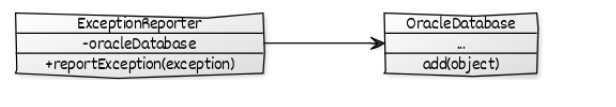 ExceptionReporter
-oracleDatabase
+reportException(exception)
OracleDatabase
...
add(object)